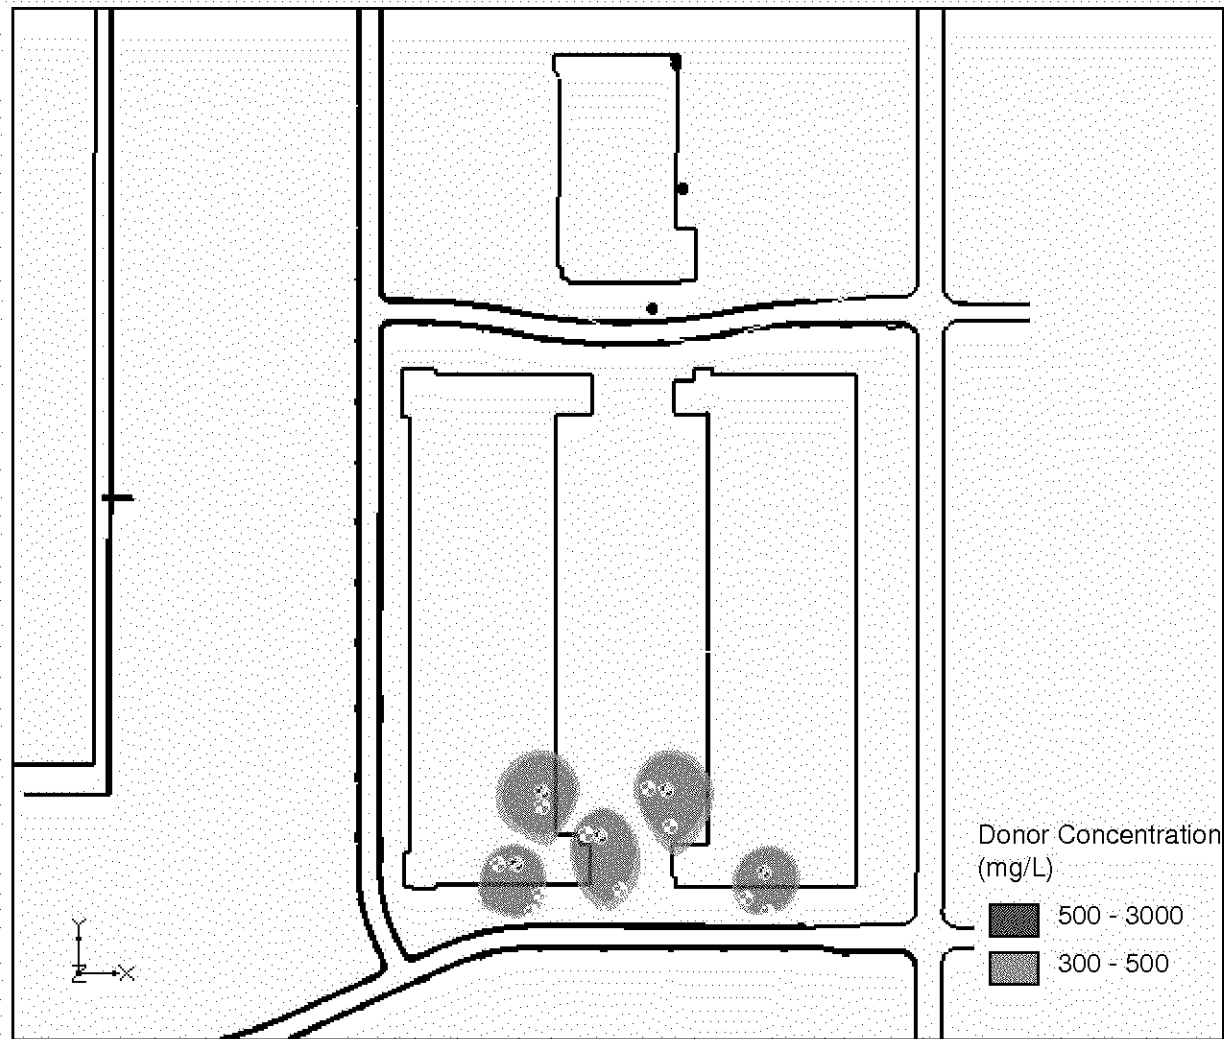 Donor Concentration
(mg/L)
500 - 3000
300 - 500
Y
Z
X